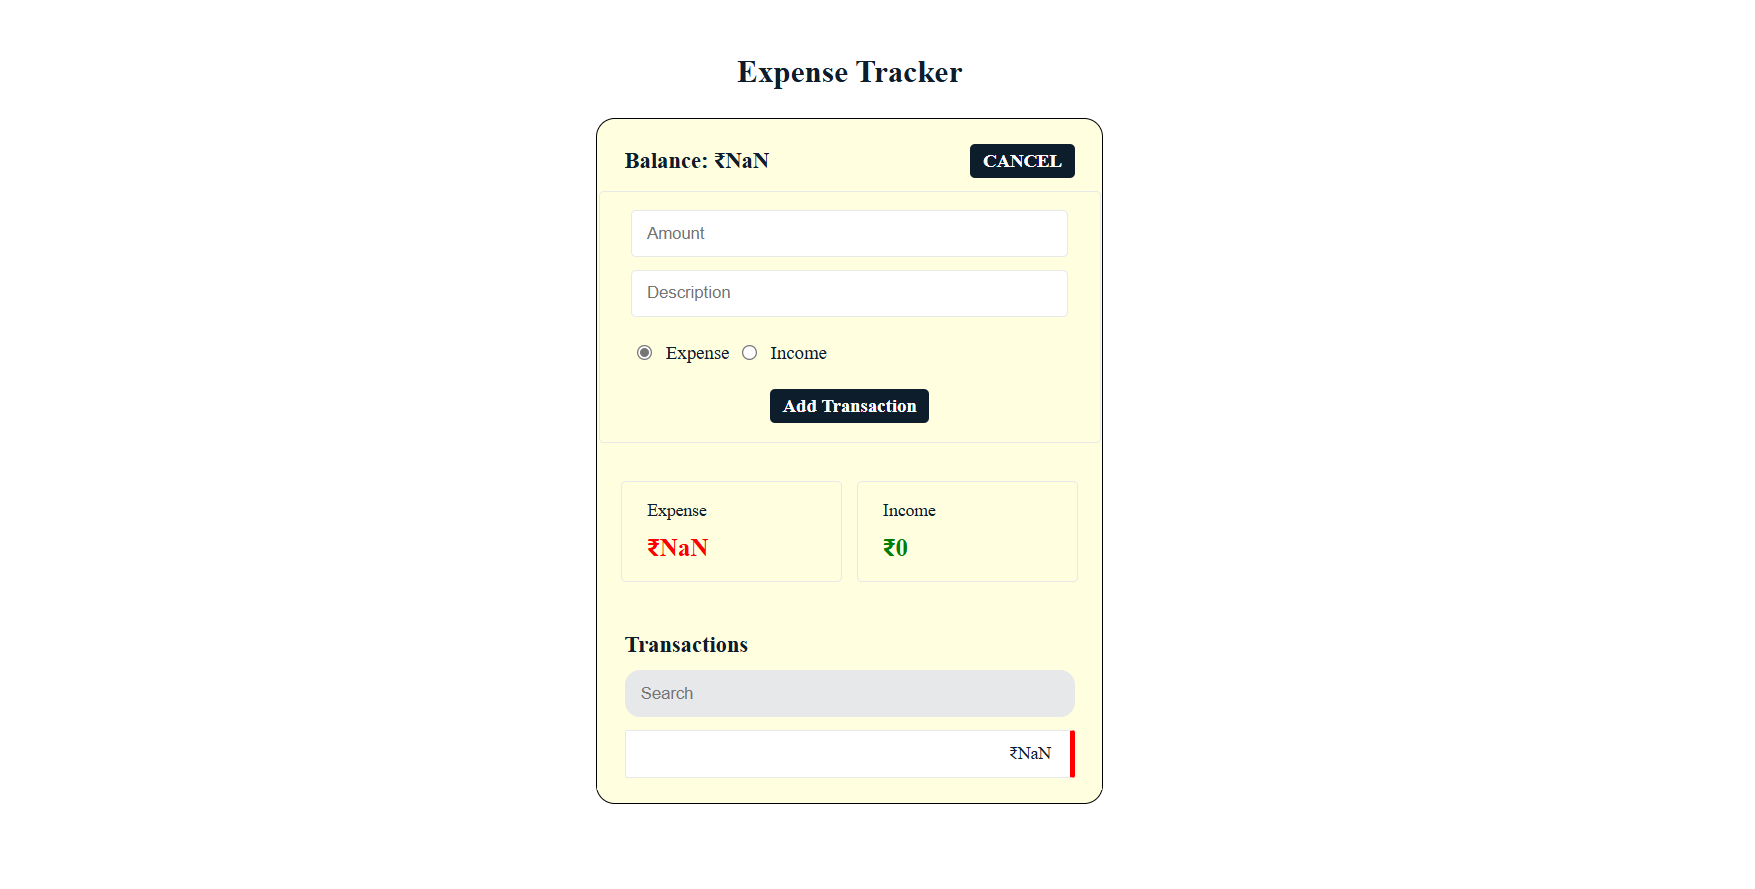 Expense Tracker
Balance: ₹NaN CANCEL
Amount
Description
Expense Income
Add Transaction
Expense Income
₹NaN ₹0
Transactions
Search
₹NaN